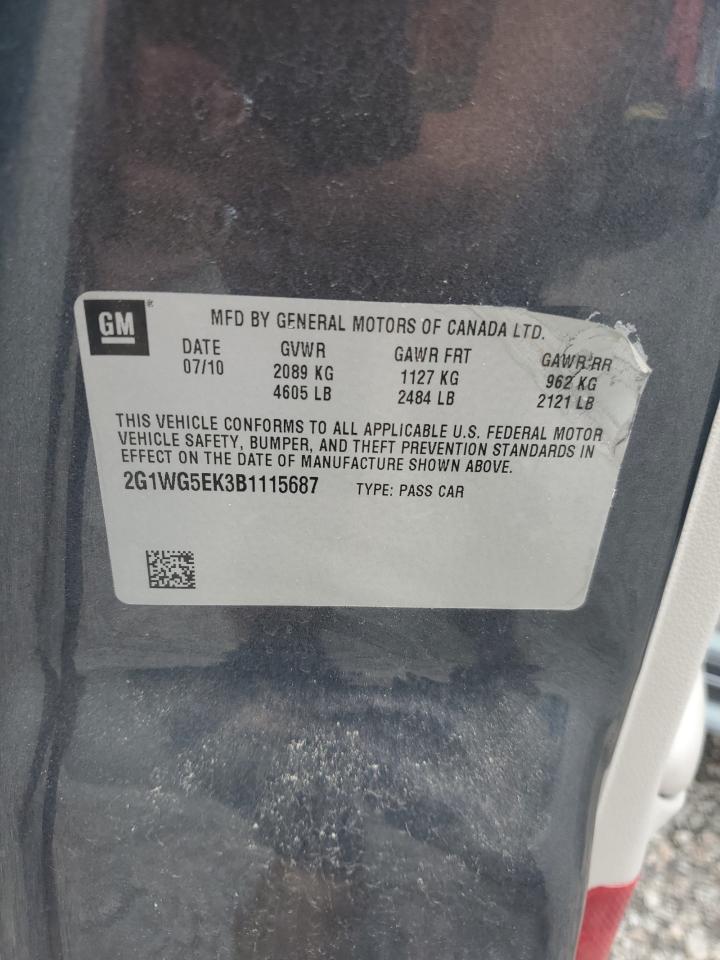 GM
MFD BY GENERAL MOTORS OF CANADA LTD.
DATE GVWR GAWR FRT GAWR RR
07/10 2089 KG 1127 KG 962 KG
4605 LB 2484 LB 2121 LB
THIS VEHICLE CONFORMS TO ALL APPLICABLE U.S. FEDERAL MOTOR
VEHICLE SAFETY, BUMPER, AND THEFT PREVENTION STANDARDS IN
EFFECT ON THE DATE OF MANUFACTURE SHOWN ABOVE.
2G1WG5EK3B1115687 TYPE: PASS CAR